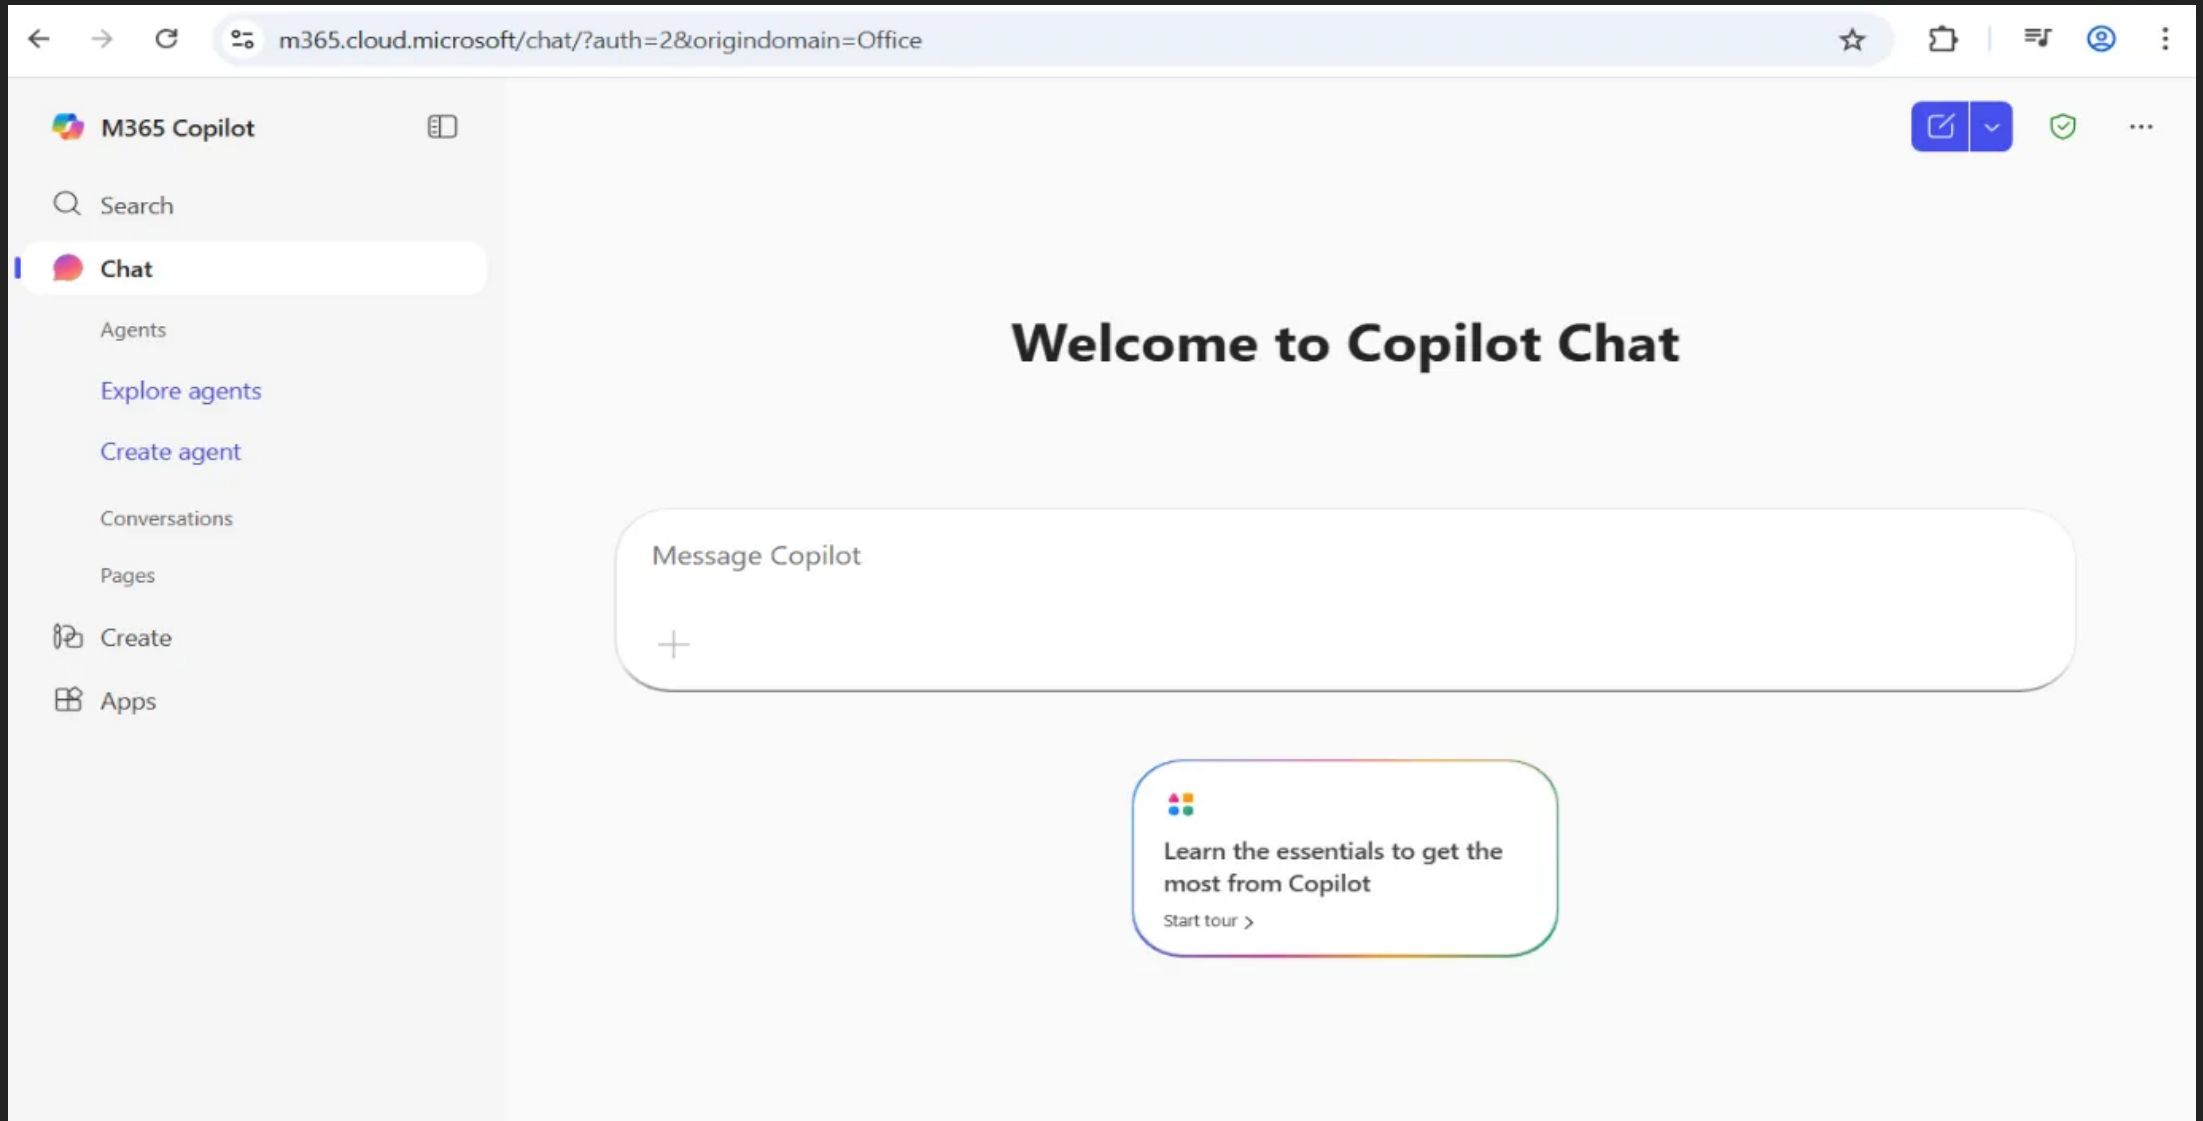 m365.cloud.microsoft/chat/?auth=2&origindomain=Office
M365 Copilot
Search
Chat
Agents
Explore agents
Create agent
Conversations
Pages
Create
Apps
Welcome to Copilot Chat
Message Copilot
Learn the essentials to get the
most from Copilot
Start tour >